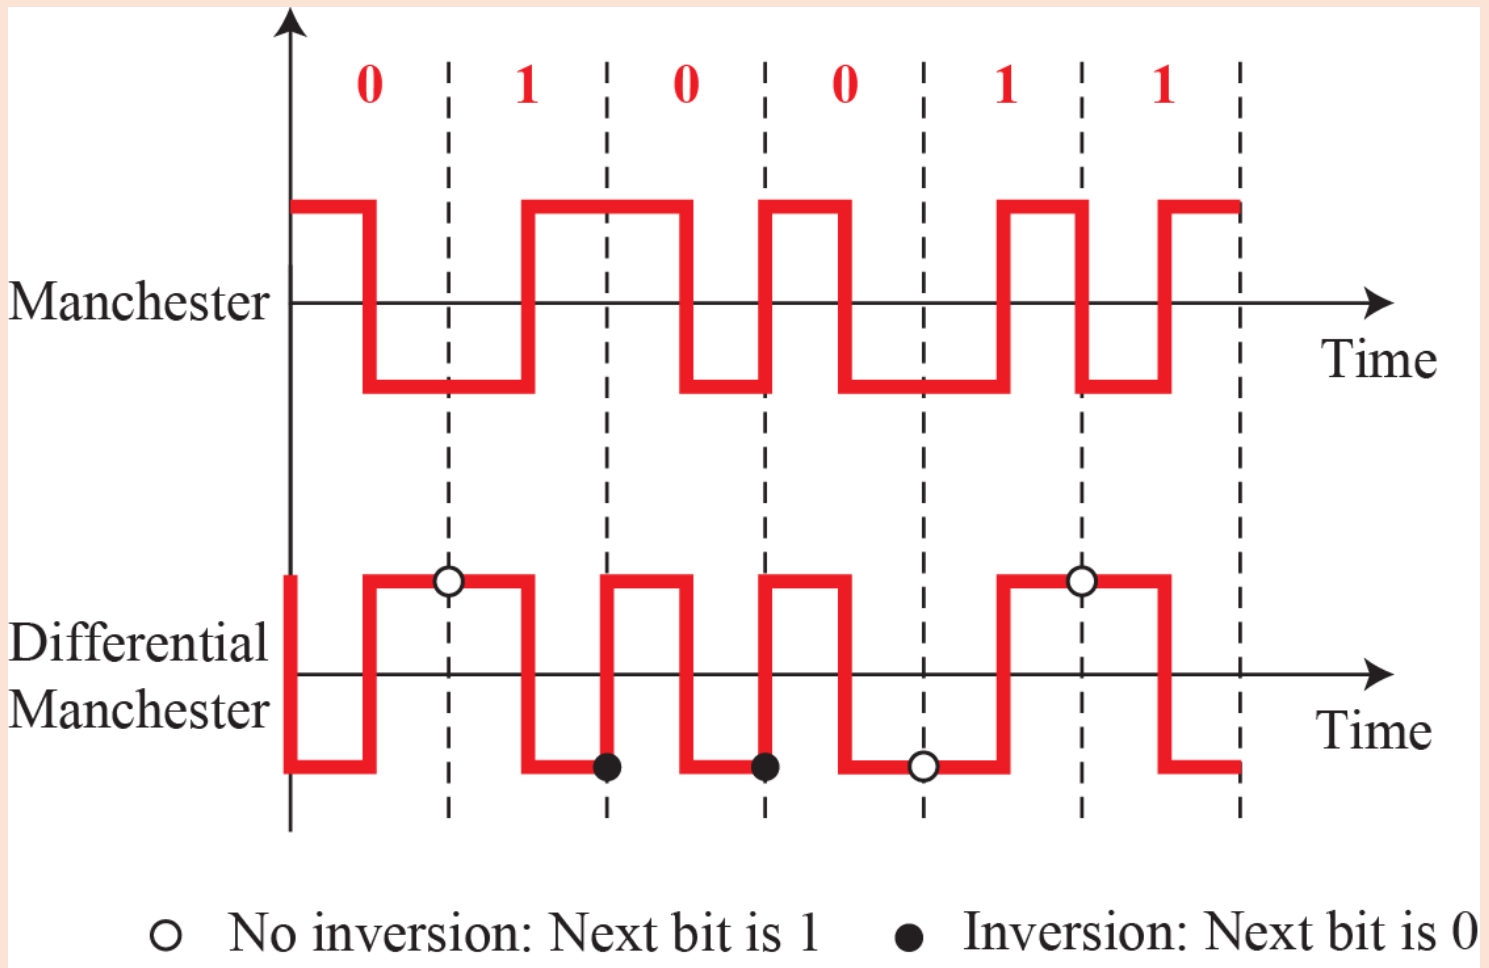 0 1 0 0 1 1
Manchester
Time
Differential
Manchester
Time
No inversion: Next bit is 1
Inversion: Next bit is 0